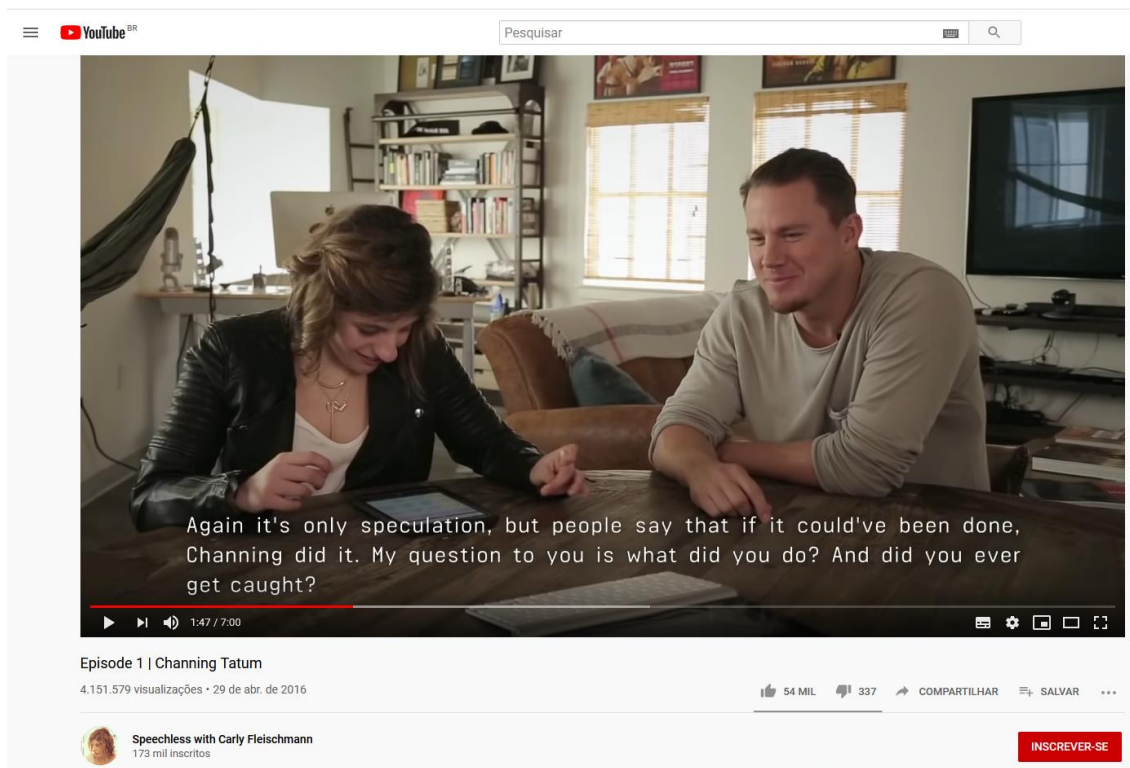 YouTube BR
Pesquisar
Again it's only speculation, but people say that if it could've been done,
Channing did it. My question to you is what did you do? And did you ever
get caught?
1:47 / 7:00
Episode 1 | Channing Tatum
4.151.579 visualizações • 29 de abr. de 2016
54 MIL 337 COMPARTILHAR SALVAR
Speechless with Carly Fleischmann
173 mil inscritos
INSCREVER-SE